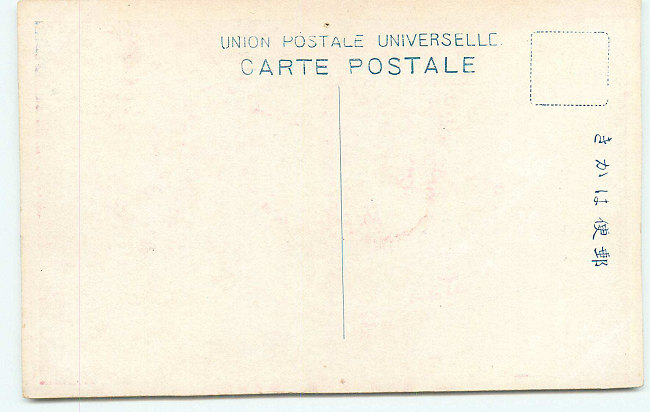 UNION POSTALE UNIVERSELLE.
CARTE POSTALE
郵便はかき